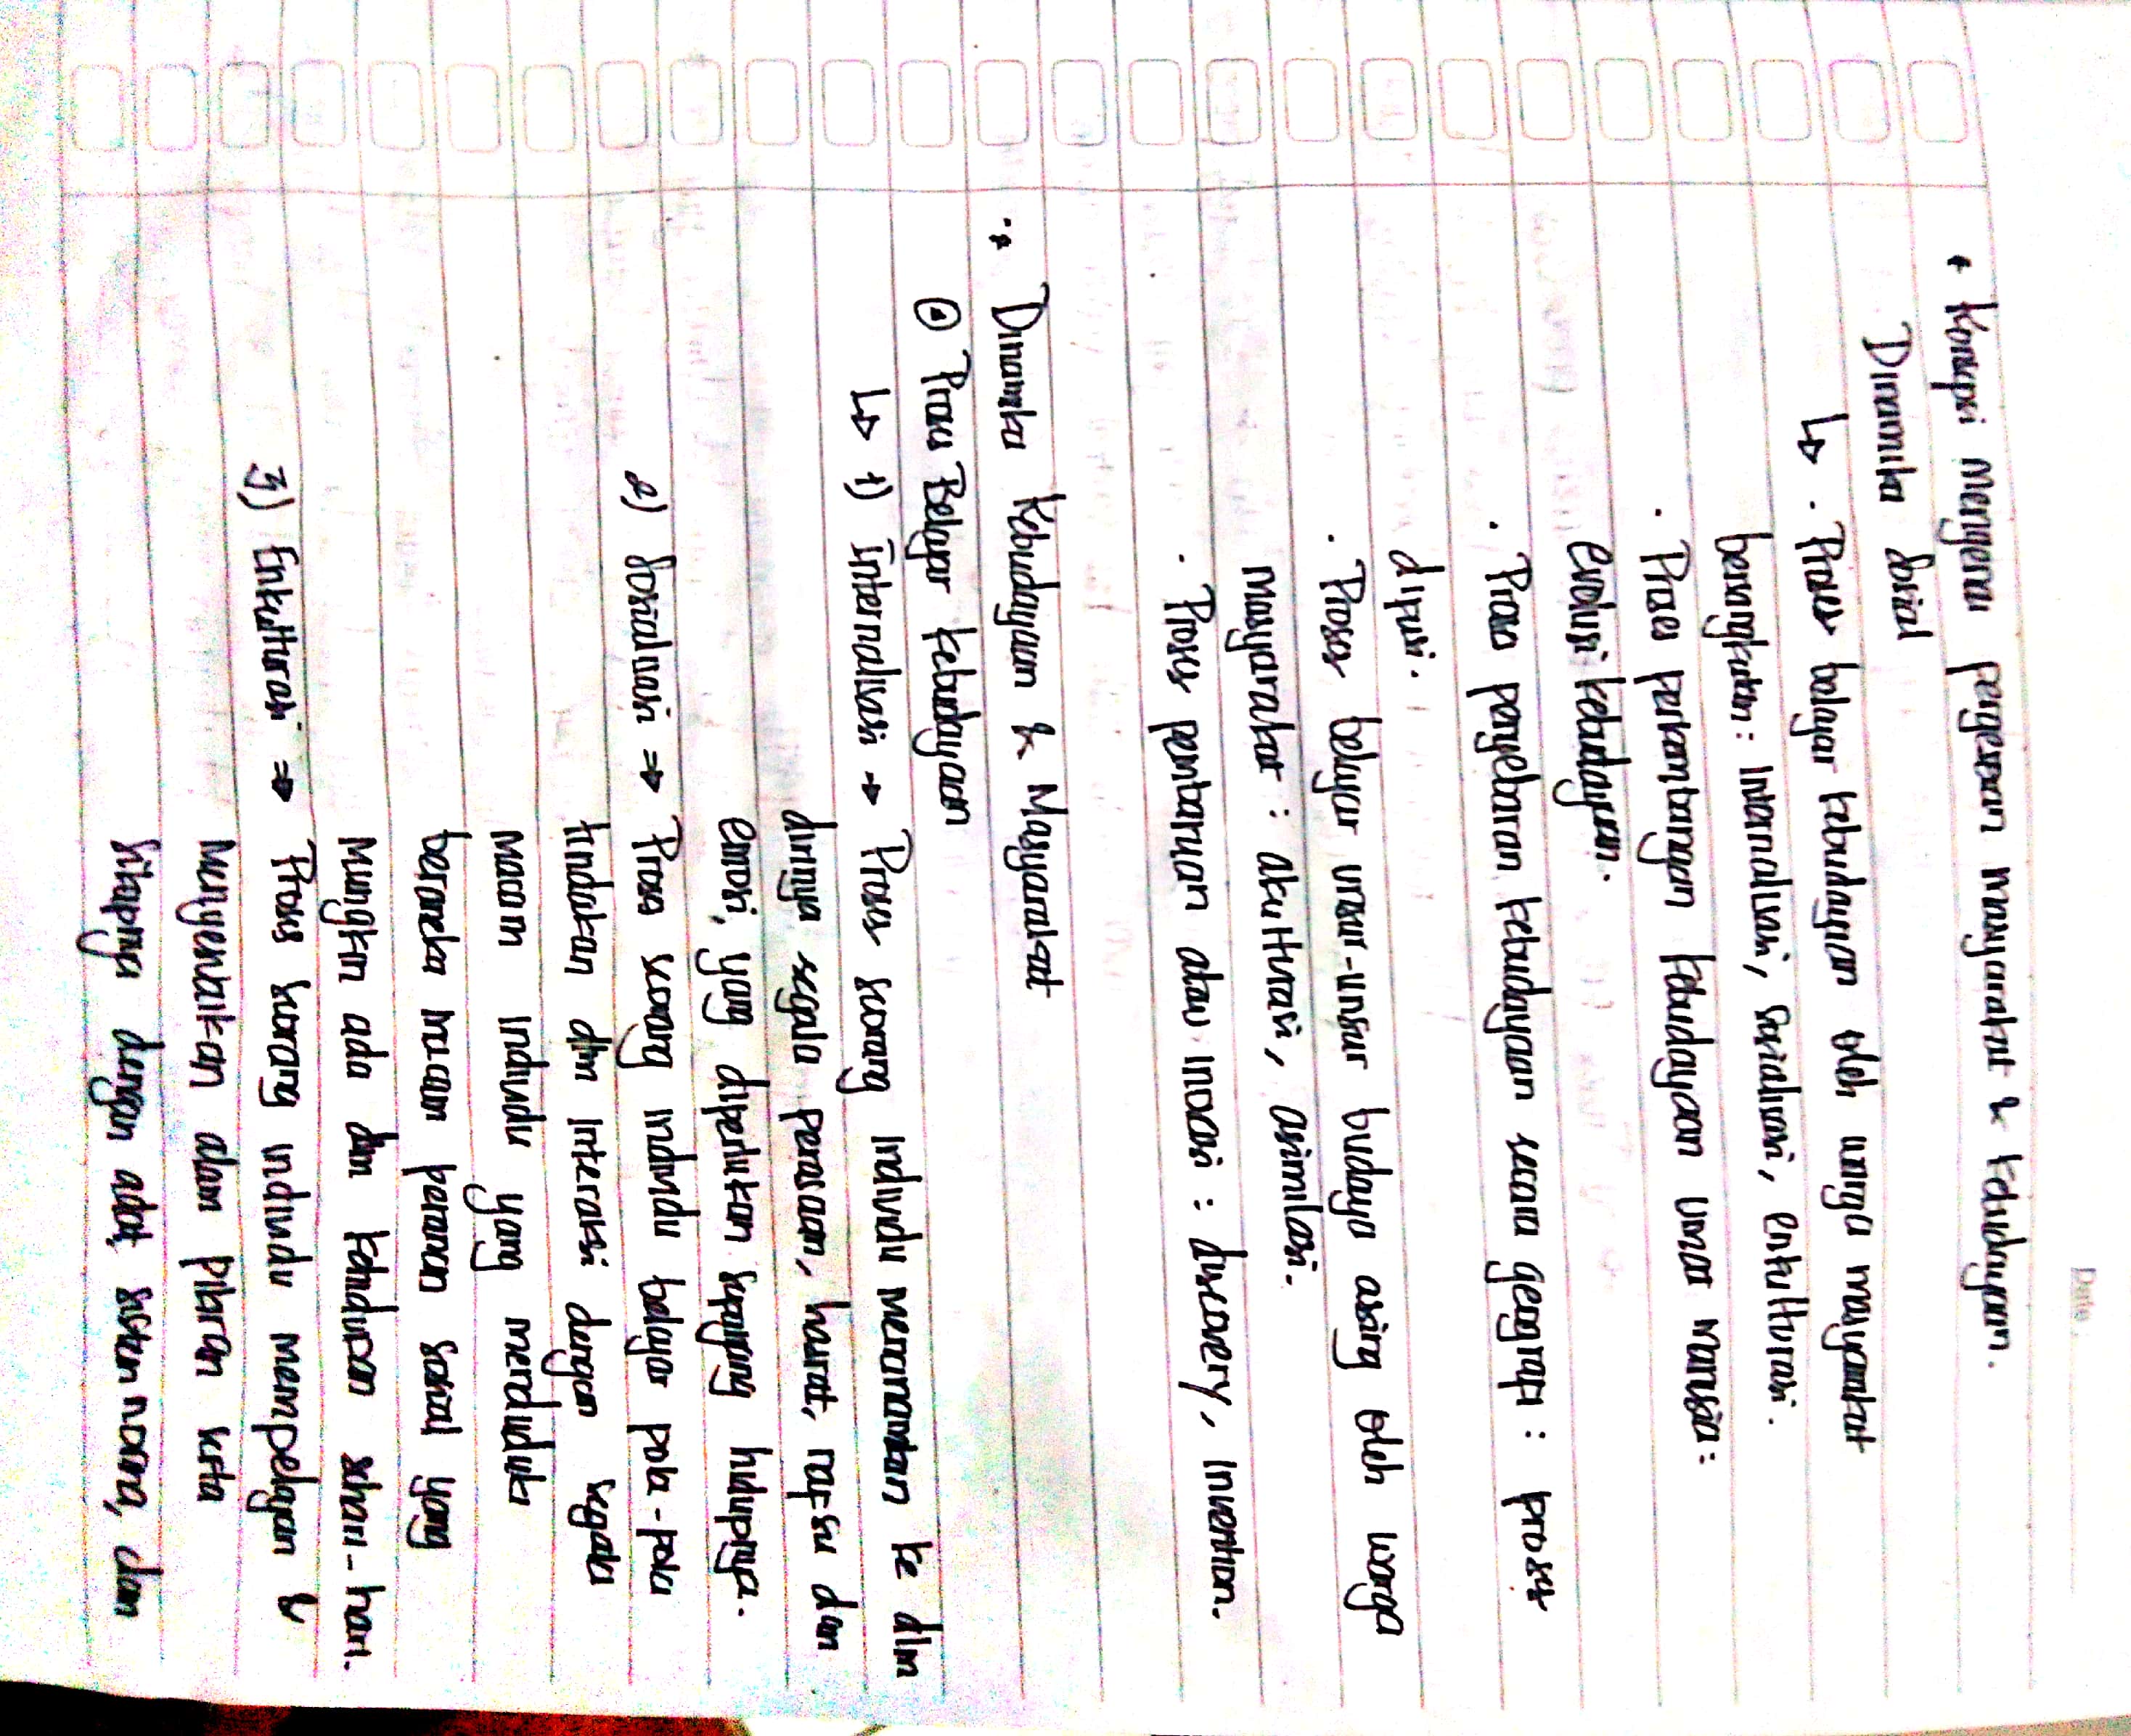 Date :
+ Konsepsi mengenai pergeseran masyarakat & kebudayaan.
Dinamika Sosial
↳ · Proses belajar kebudayaan oleh warga masyarakat
bersangkutan : internalisasi, sosialisasi, enkulturasi.
· Proses perkembangan kebudayaan umat manusia :
evolusi kebudayaan.
· Proses penyebaran kebudayaan secara geografi : proses
difusi.
· Proses belajar unsur-unsur budaya asing oleh warga
masyarakat : akulturasi, asimilasi.
· Proses pembaruan atau inovasi : discovery, invention.
Dinamika Kebudayaan & Masyarakat
⊙ Proses Belajar kebudayaan
↳ 1) Internalisasi → Proses seorang individu menanamkan ke dlm
dirinya segala perasaan, hasrat, nafsu dan
emosi, yang diperlukan sepanjang hidupnya.
2) Sosialisasi ⇒ Proses seorang individu belajar pola-pola
tindakan dlm interaksi dengan segala
macam individu yang menduduki
beraneka macam peranan sosial yang
mungkin ada dlm kehidupan sehari-hari.
3) Enkulturasi ⇒ Proses seorang individu mempelajari &
menyesuaikan alam pikiran serta
sikapnya dengan adat, sistem norma, dan